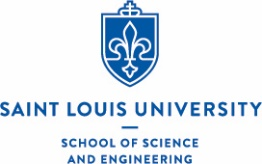 SAINT LOUIS UNIVERSITY
SCHOOL OF SCIENCE
AND ENGINEERING